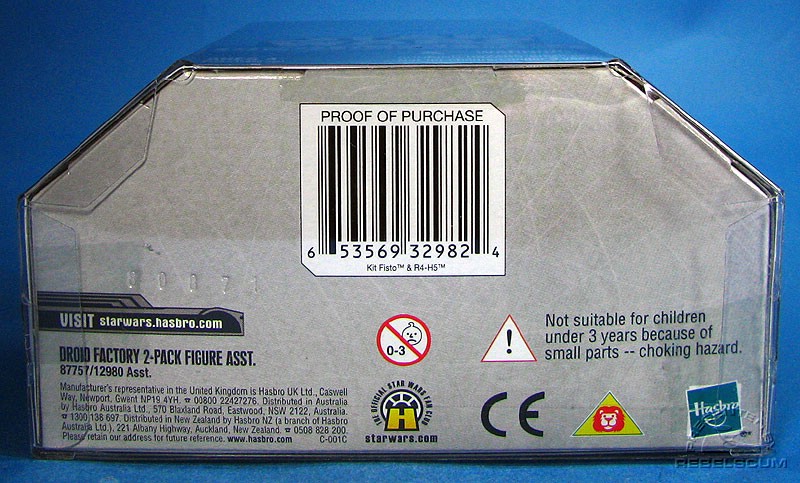 PROOF OF PURCHASE
6 53569 32982 4
Kit Fisto™ & R4-H5™
VISIT starwars.hasbro.com
DROID FACTORY 2-PACK FIGURE ASST.
87757/12980 Asst.
Manufacturer's representative in the United Kingdom is Hasbro UK Ltd., Caswell
Way, Newport, Gwent NP19 4YH. ☎ 00800 22427276. Distributed in Australia
by Hasbro Australia Ltd., 570 Blaxland Road, Eastwood, NSW 2122, Australia.
☎ 1300 138 697. Distributed in New Zealand by Hasbro NZ (a branch of Hasbro
Australia Ltd.), 221 Albany Highway, Auckland, New Zealand. ☎ 0508 828 200.
Please retain our address for future reference. www.hasbro.com C-001C
0-3
THE OFFICIAL STAR WARS FAN CLUB
H
starwars.com
!
Not suitable for children
under 3 years because of
small parts -- choking hazard.
CE
Hasbro
REBELSCUM